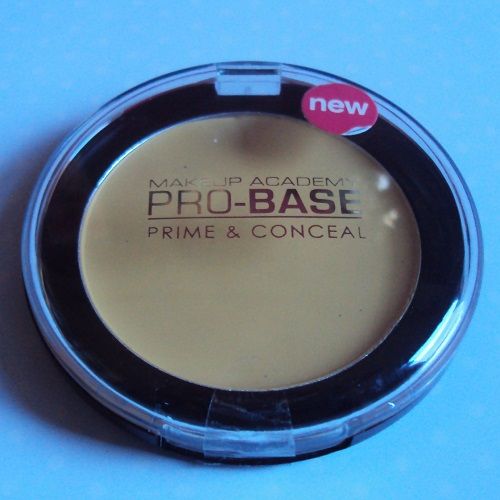 new
MAKEUP ACADEMY
PRO-BASE
PRIME & CONCEAL